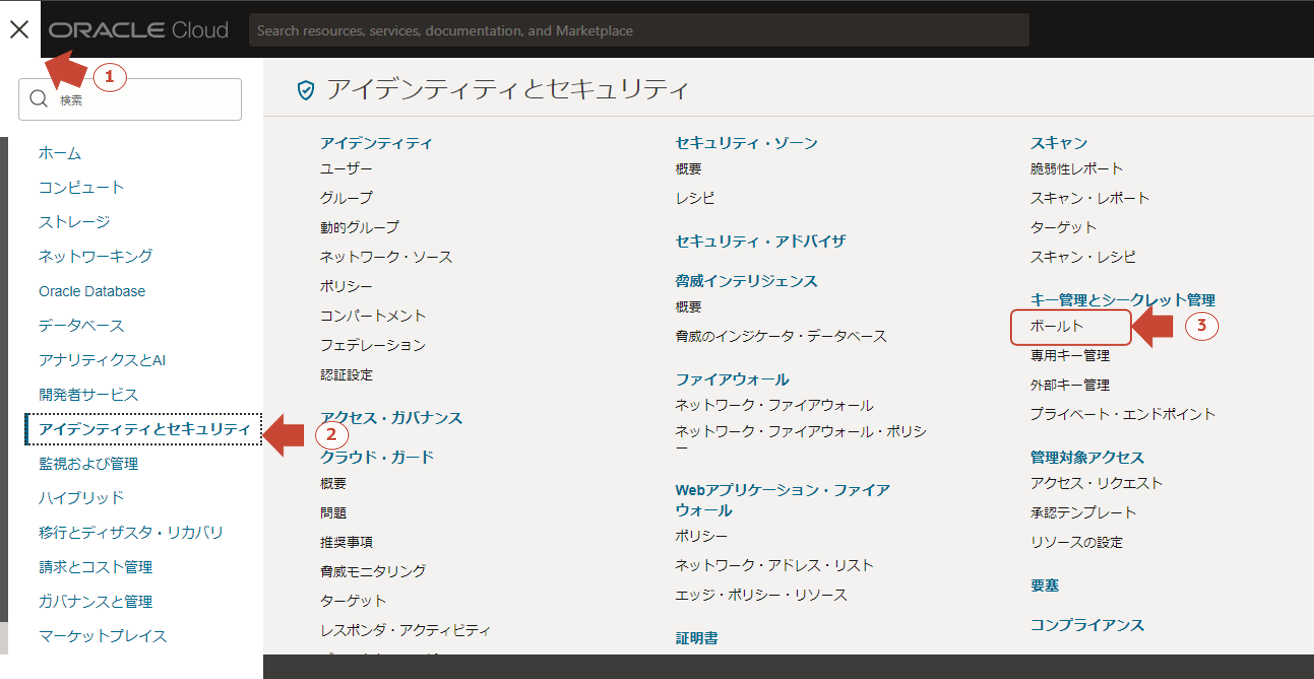 ORACLE Cloud
Search resources, services, documentation, and Marketplace
1
検索
ホーム
コンピュート
ストレージ
ネットワーキング
Oracle Database
データベース
アナリティクスとAI
開発者サービス
アイデンティティとセキュリティ
2
監視および管理
ハイブリッド
移行とディザスタ・リカバリ
請求とコスト管理
ガバナンスと管理
マーケットプレイス
アイデンティティとセキュリティ
アイデンティティ
ユーザー
グループ
動的グループ
ネットワーク・ソース
ポリシー
コンパートメント
フェデレーション
認証設定
アクセス・ガバナンス
クラウド・ガード
概要
問題
推奨事項
脅威モニタリング
ターゲット
レスポンダ・アクティビティ
セキュリティ・ゾーン
概要
レシピ
セキュリティ・アドバイザ
脅威インテリジェンス
概要
脅威のインジケータ・データベース
ファイアウォール
ネットワーク・ファイアウォール
ネットワーク・ファイアウォール・ポリシ
ー
Webアプリケーション・ファイア
ウォール
ポリシー
ネットワーク・アドレス・リスト
エッジ・ポリシー・リソース
証明書
スキャン
脆弱性レポート
スキャン・レポート
ターゲット
スキャン・レシピ
キー管理とシークレット管理
ボールト
3
専用キー管理
外部キー管理
プライベート・エンドポイント
管理対象アクセス
アクセス・リクエスト
承認テンプレート
リソースの設定
要塞
コンプライアンス